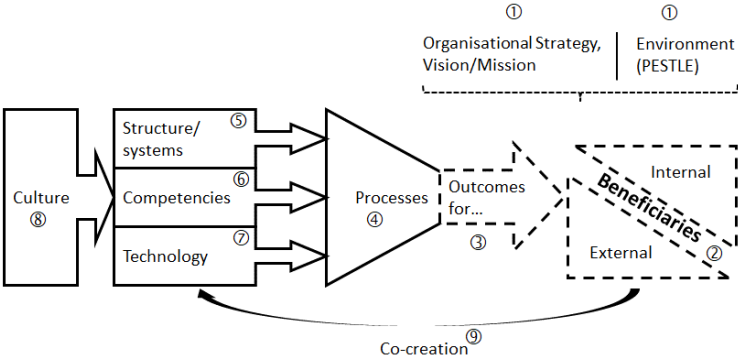 ① ①
Organisational Strategy, Environment
Vision/Mission (PESTLE)
Structure/ ⑤
systems
Culture
⑧
Competencies ⑥
Technology ⑦
Processes
④
Outcomes
for...
③
Internal
Beneficiaries ②
External
Co-creation ⑨